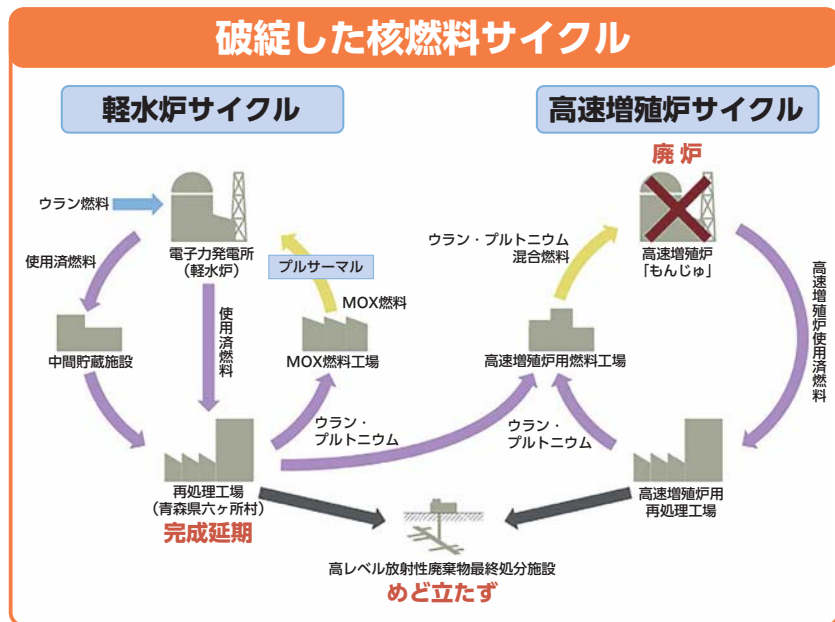 破綻した核燃料サイクル
軽水炉サイクル
ウラン燃料
電子力発電所
（軽水炉）
使用済燃料
プルサーマル
MOX燃料
使用済燃料
中間貯蔵施設
MOX燃料工場
ウラン・
プルトニウム
再処理工場
（青森県六ヶ所村）
完成延期
高速増殖炉サイクル
廃炉
ウラン・プルトニウム
混合燃料
高速増殖炉
「もんじゅ」
高速増殖炉使用済燃料
高速増殖炉用燃料工場
ウラン・
プルトニウム
高速増殖炉用
再処理工場
高レベル放射性廃棄物最終処分施設
めど立たず